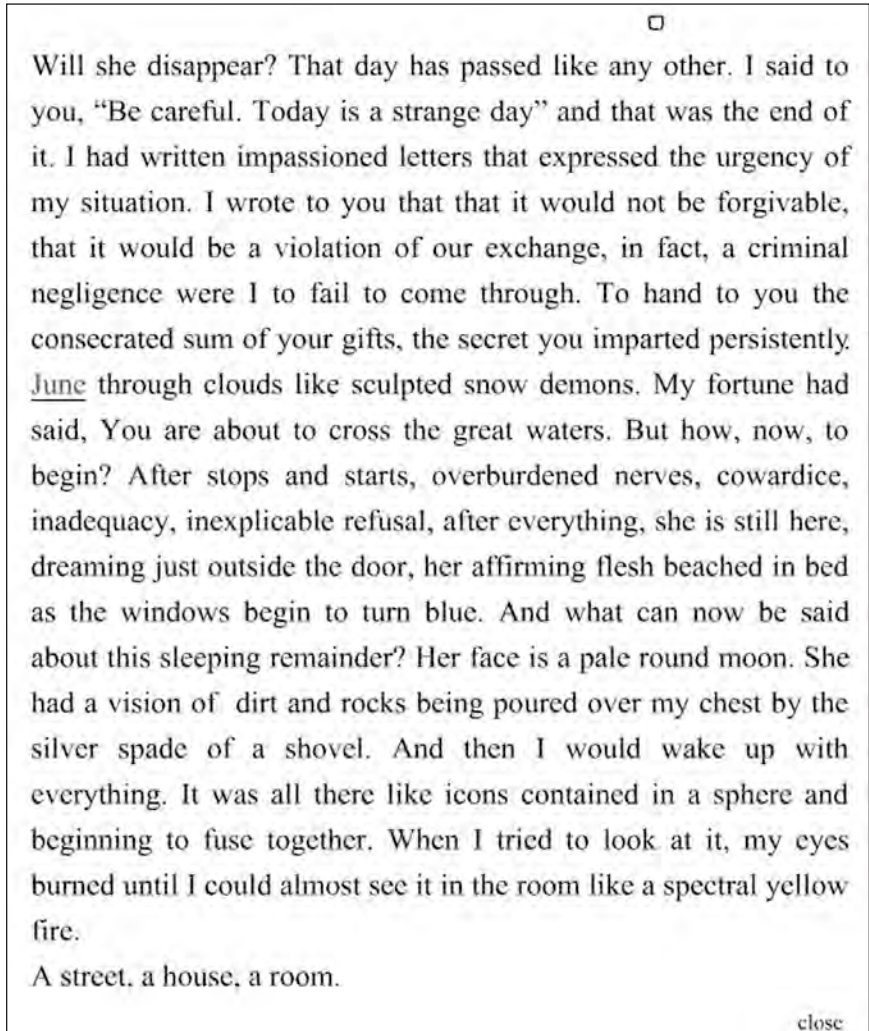 Will she disappear? That day has passed like any other. I said to
you, “Be careful. Today is a strange day” and that was the end of
it. I had written impassioned letters that expressed the urgency of
my situation. I wrote to you that that it would not be forgivable,
that it would be a violation of our exchange, in fact, a criminal
negligence were I to fail to come through. To hand to you the
consecrated sum of your gifts, the secret you imparted persistently.
June through clouds like sculpted snow demons. My fortune had
said, You are about to cross the great waters. But how, now, to
begin? After stops and starts, overburdened nerves, cowardice,
inadequacy, inexplicable refusal, after everything, she is still here,
dreaming just outside the door, her affirming flesh beached in bed
as the windows begin to turn blue. And what can now be said
about this sleeping remainder? Her face is a pale round moon. She
had a vision of dirt and rocks being poured over my chest by the
silver spade of a shovel. And then I would wake up with
everything. It was all there like icons contained in a sphere and
beginning to fuse together. When I tried to look at it, my eyes
burned until I could almost see it in the room like a spectral yellow
fire.
A street, a house, a room.
close